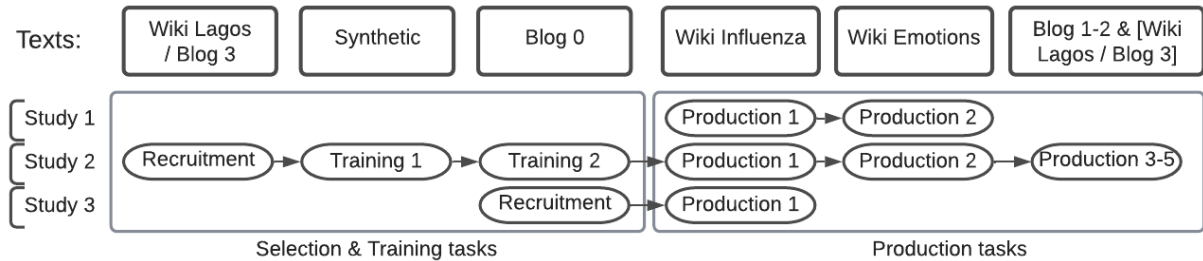 Texts:
Wiki Lagos
/ Blog 3
Synthetic
Blog 0
Wiki Influenza
Wiki Emotions
Blog 1-2 & [Wiki
Lagos / Blog 3]
Study 1
Production 1
Production 2
Study 2
Recruitment
Training 1
Training 2
Production 1
Production 2
Production 3-5
Study 3
Recruitment
Production 1
Selection & Training tasks
Production tasks